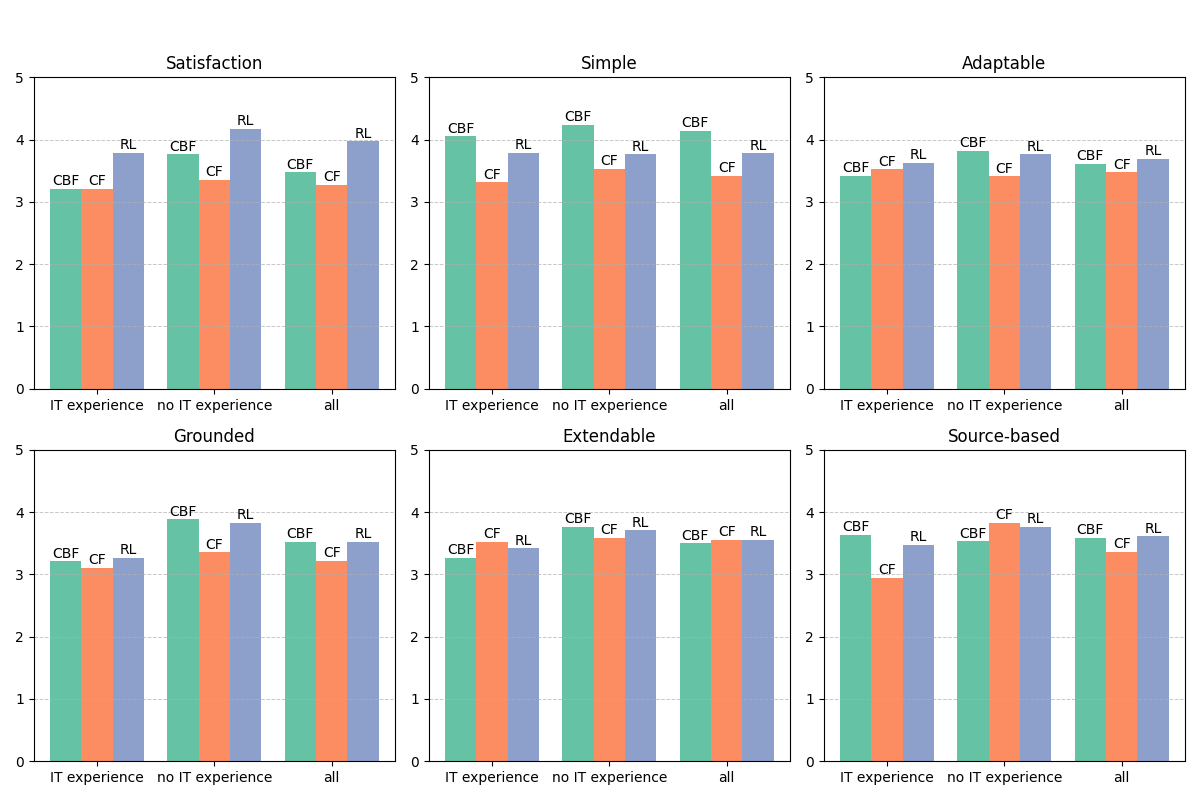 Satisfaction
5
4
3
2
1
0
CBF CF RL
CBF CF RL
CBF CF RL
IT experience no IT experience all
Simple
5
4
3
2
1
0
CBF CF RL
CBF CF RL
CBF CF RL
IT experience no IT experience all
Adaptable
5
4
3
2
1
0
CBF CF RL
CBF CF RL
CBF CF RL
IT experience no IT experience all
Grounded
5
4
3
2
1
0
CBF CF RL
CBF CF RL
CBF CF RL
IT experience no IT experience all
Extendable
5
4
3
2
1
0
CBF CF RL
CBF CF RL
CBF CF RL
IT experience no IT experience all
Source-based
5
4
3
2
1
0
CBF CF RL
CBF CF RL
CBF CF RL
IT experience no IT experience all